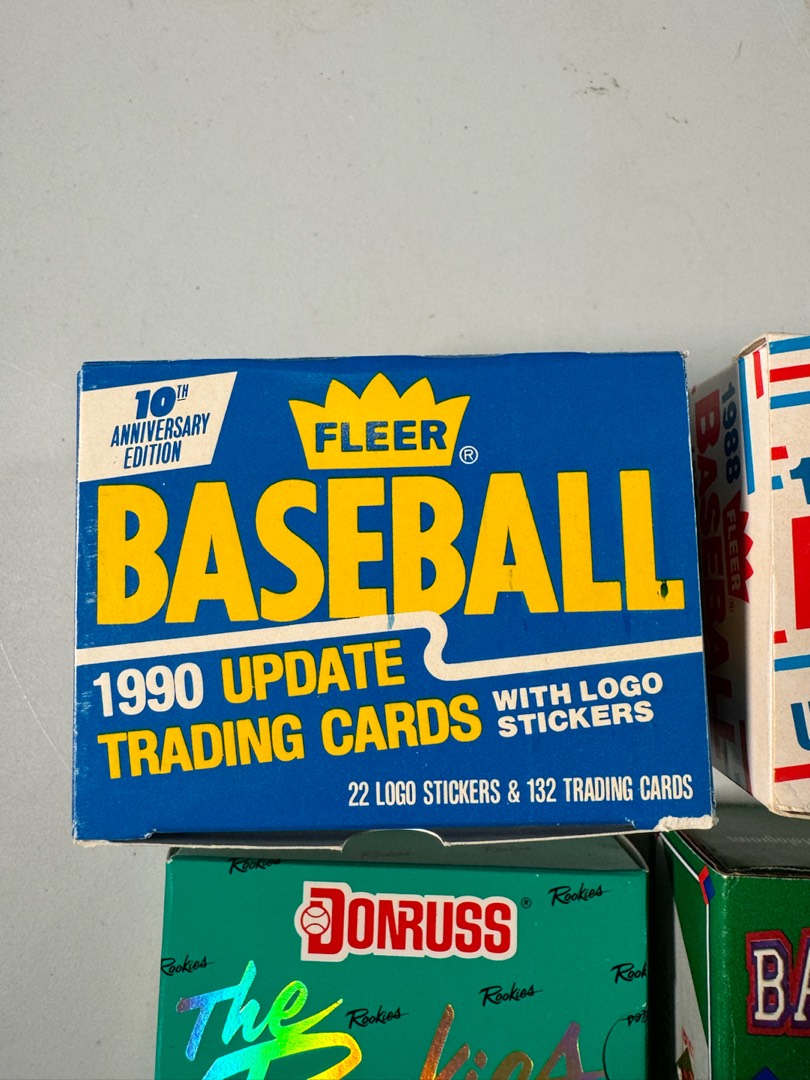 10TH
ANNIVERSARY
EDITION
FLEER®
BASEBALL
1990 UPDATE
TRADING CARDS
WITH LOGO
STICKERS
22 LOGO STICKERS & 132 TRADING CARDS
1988
FLEER
BASEBALL
U
Rookies
DONRUSS®
Rookies
Rookies
Rookies
Rookies
The
BA